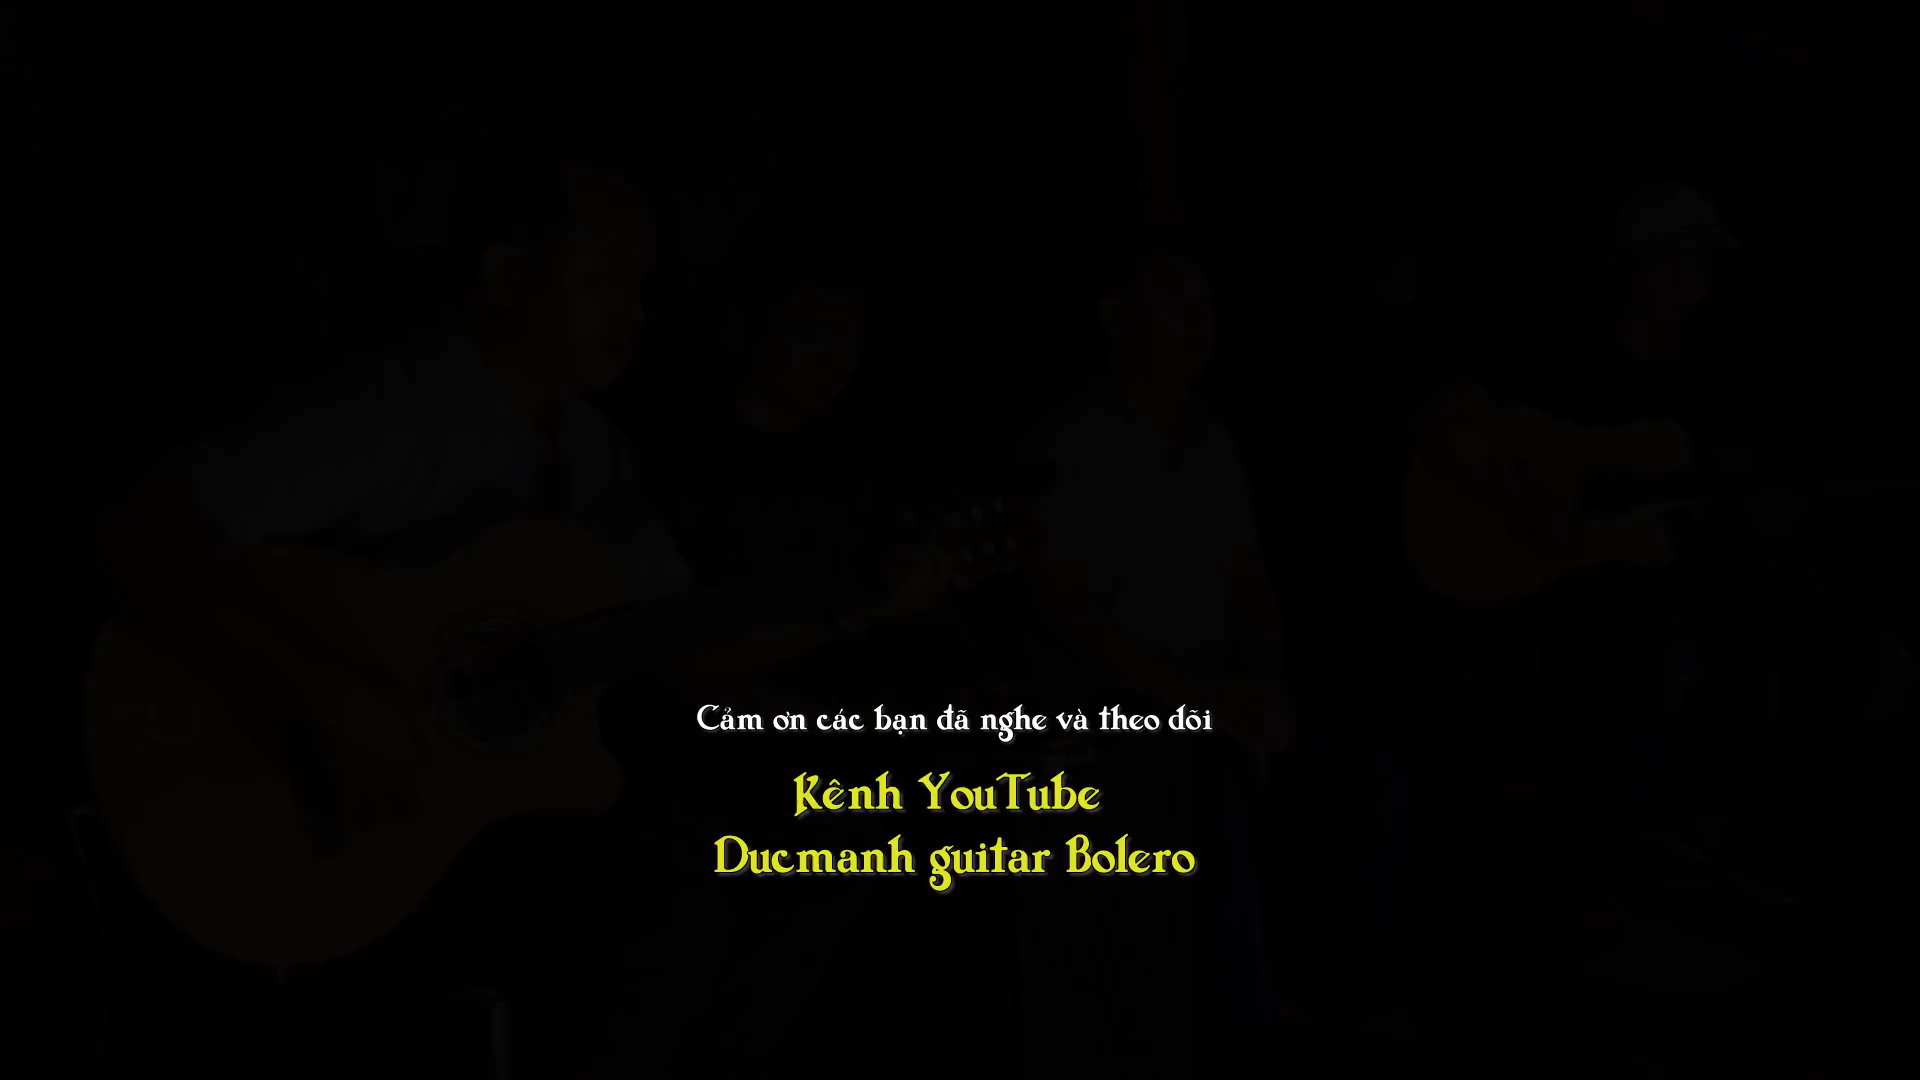 Cảm ơn các bạn đã nghe và theo dõi
Kênh YouTube
Ducmanh guitar Bolero